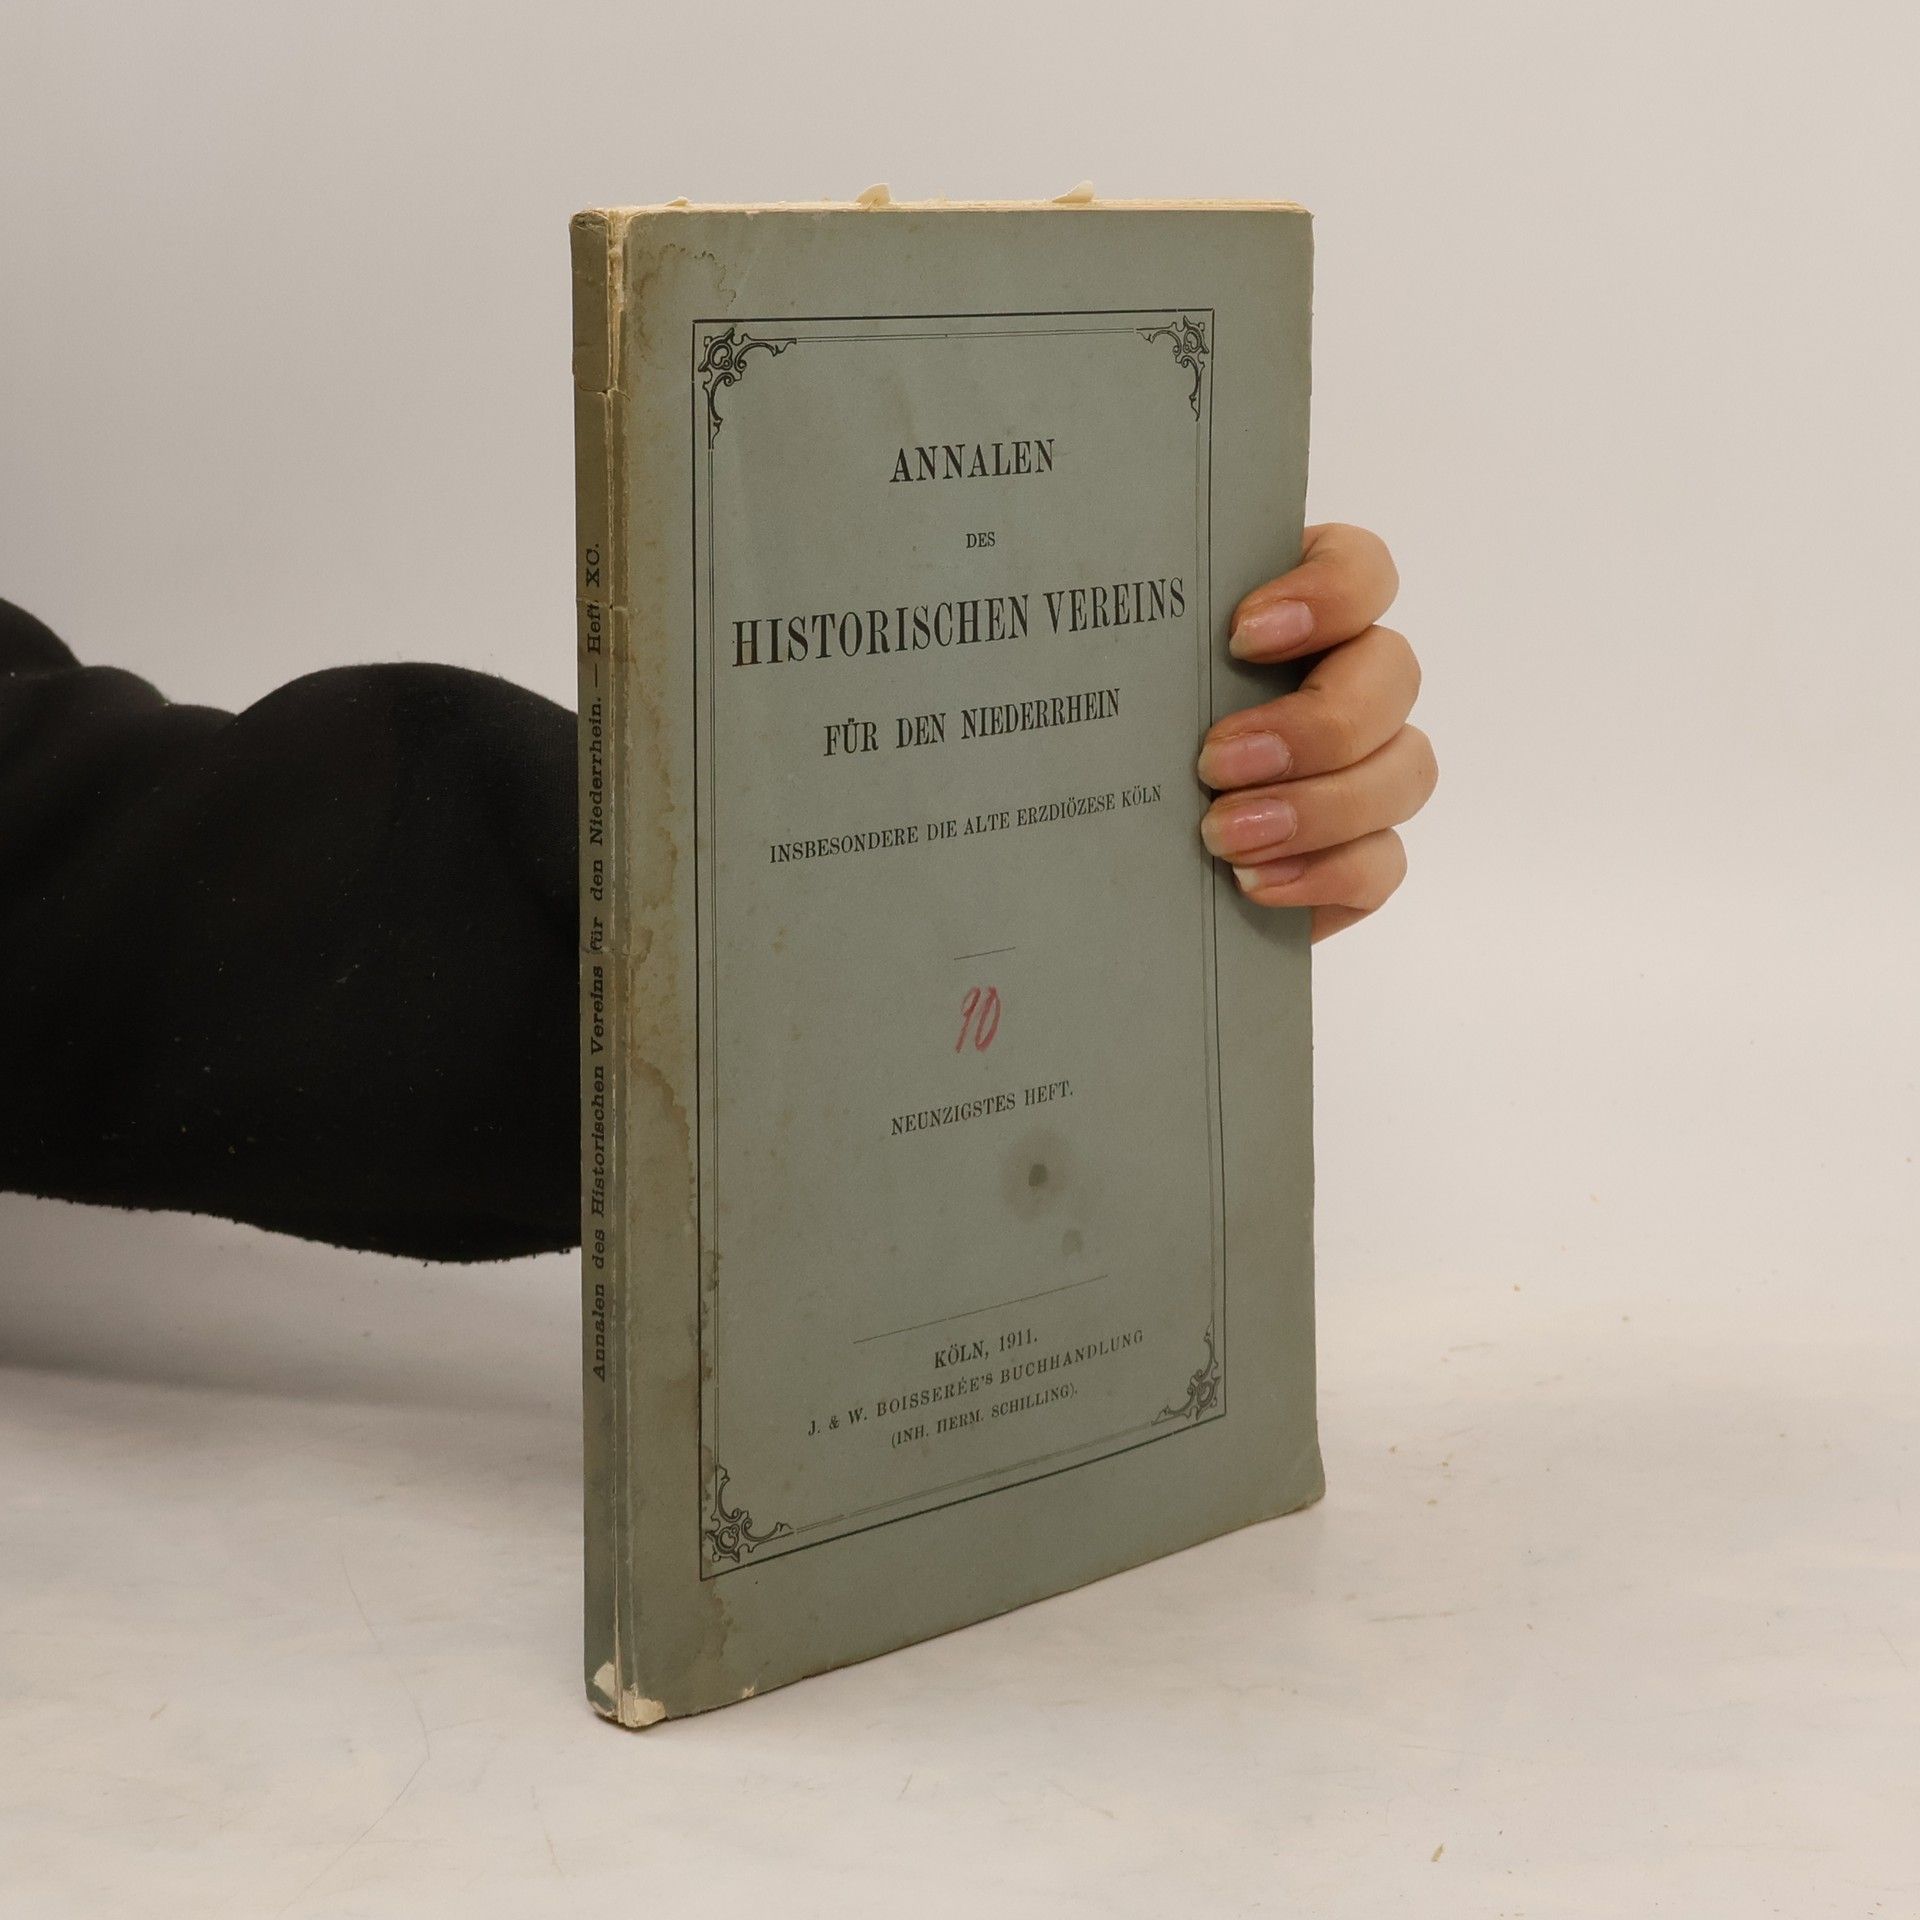 ANNALEN
DES
HISTORISCHEN VEREINS
FÜR DEN NIEDERRHEIN
INSBESONDERE DIE ALTE ERZDIÖZESE KÖLN
90
NEUNZIGSTES HEFT.
KÖLN, 1911.
J. & W. BOISSERÉE'S BUCHHANDLUNG
(INH. HERM. SCHILLING).
Annalen des Historischen Vereins für den Niederrhein. — Heft XC.